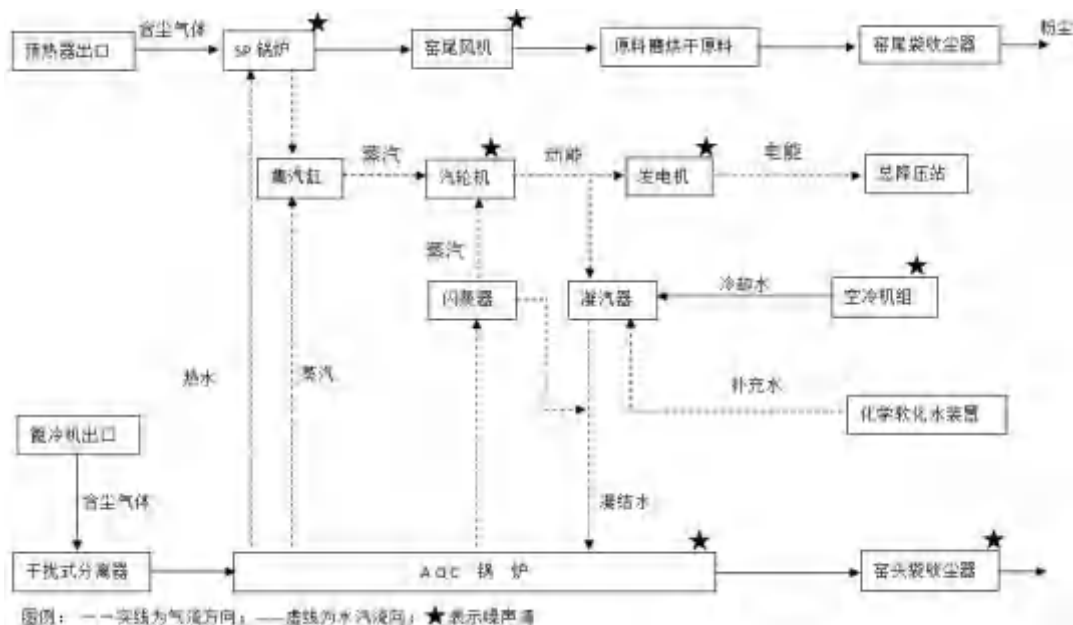 含尘气体
粉尘
预热器出口
SP 锅炉
窑尾风机
原料磨烘干原料
窑尾袋收尘器
蒸汽
动能
电能
集汽缸
汽轮机
发电机
总降压站
蒸汽
冷却水
闪蒸器
凝汽器
空冷机组
热水
蒸汽
补充水
化学软化水装置
篦冷机出口
含尘气体
凝结水
干扰式分离器
AQC 锅 炉
窑头袋收尘器
图例： ——实线为气流方向； ——虚线为水汽流向； ★ 表示噪声源